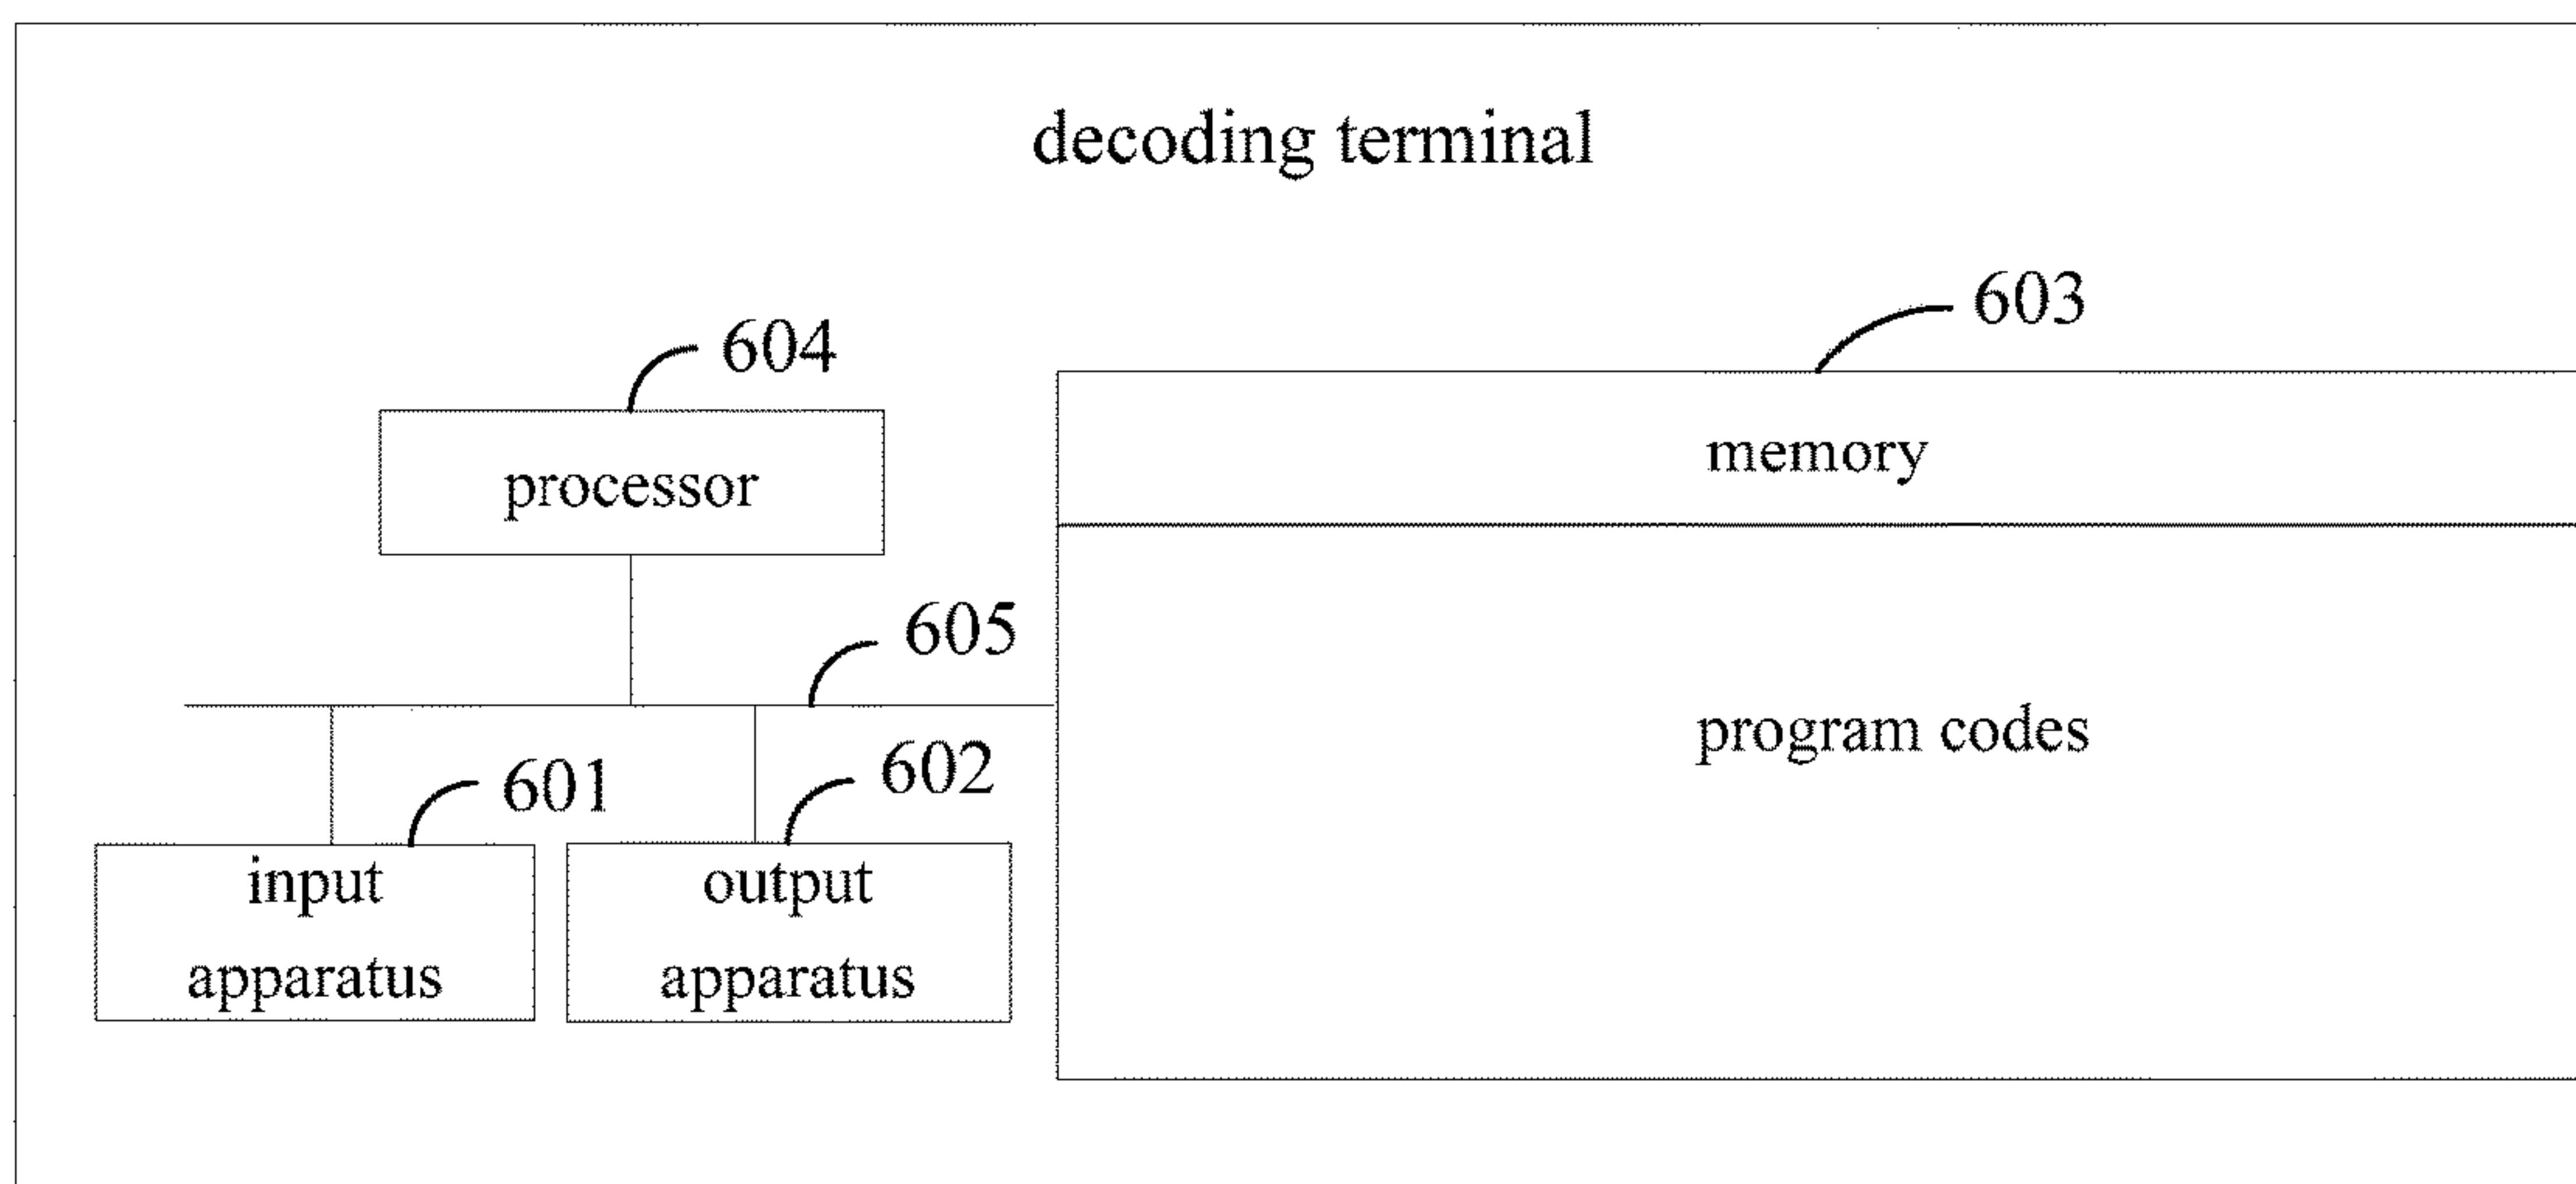 decoding terminal
603
604
memory
processor
605
program codes
601
602
input
apparatus
output
apparatus